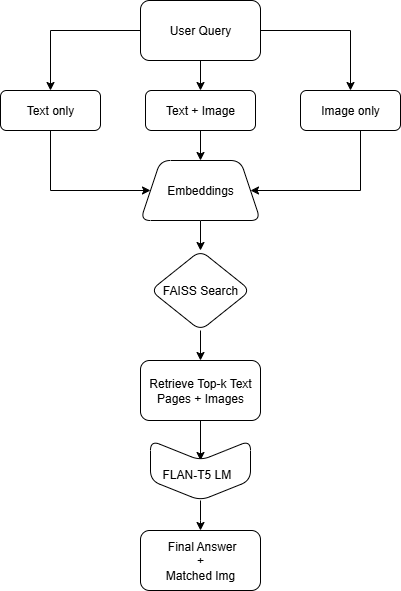 User Query
Text only
Text + Image
Image only
Embeddings
FAISS Search
Retrieve Top-k Text
Pages + Images
FLAN-T5 LM
Final Answer
+
Matched Img